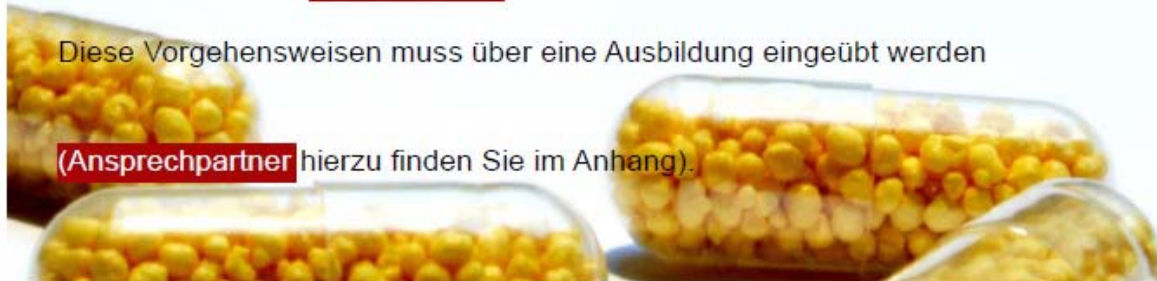 Diese Vorgehensweisen muss über eine Ausbildung eingeübt werden
(Ansprechpartner hierzu finden Sie im Anhang).